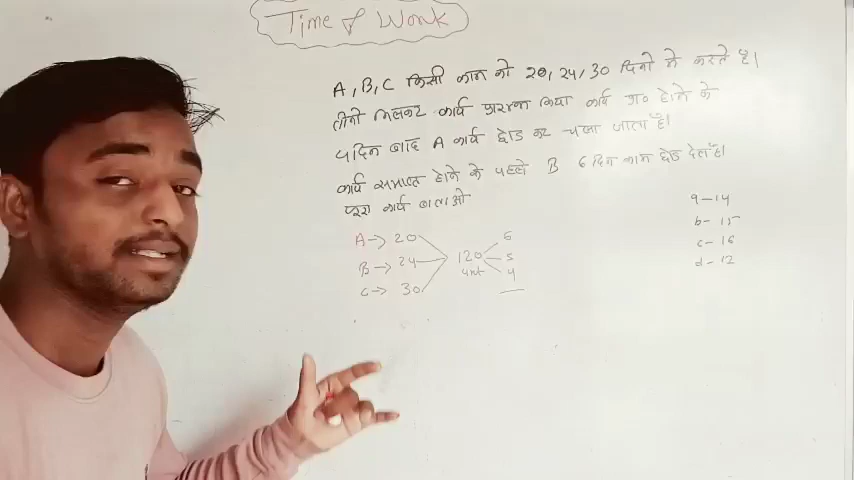 Time & Work
A, B, C किसी काम को 20, 24, 30 दिनो मे करते है।
तीनो मिलकर कार्य प्रारम्भ किया कार्य प्रा० होने के
4 दिन बाद A कार्य छोड कर चला जाता है।
कार्य समाप्त होने के पहले B 6 दिन काम छोड देता है।
पूरा कार्य बताओ
A -> 20
B -> 24
C -> 30
120
unt
6
5
4
a - 14
b - 15
c - 16
d - 12